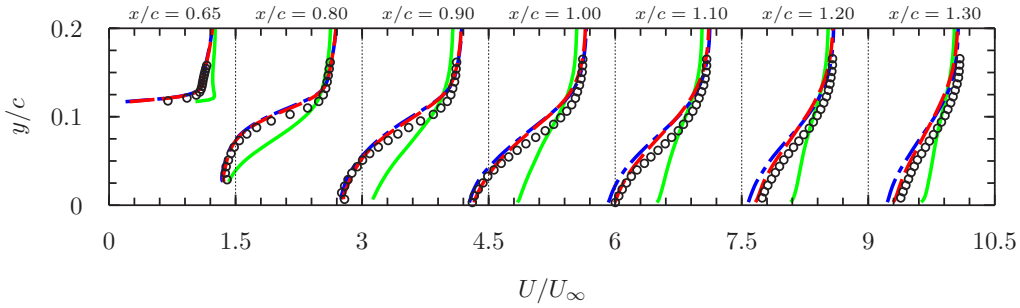 x/c = 0.65 x/c = 0.80 x/c = 0.90 x/c = 1.00 x/c = 1.10 x/c = 1.20 x/c = 1.30
0.2
0.1
0
y/c
0 1.5 3 4.5 6 7.5 9 10.5
U/U∞